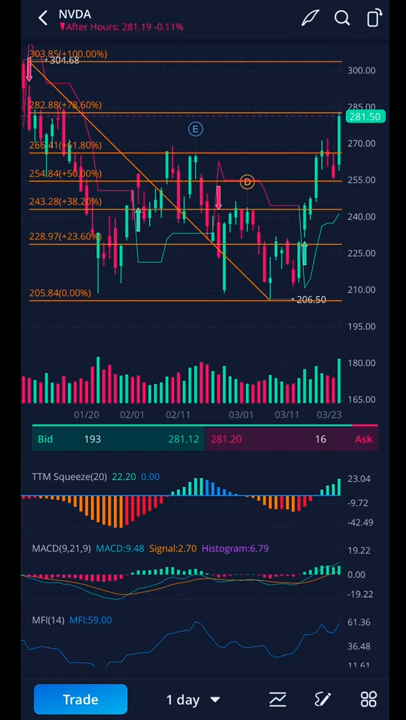 NVDA
After Hours: 281.19 -0.11%
303.85(+100.00%)
304.68
300.00
285.00
282.88(+78.60%)
281.50
E
270.00
266.41(+61.80%)
254.84(+50.00%)
D
255.00
243.28(+38.20%)
240.00
228.97(+23.60%)
225.00
210.00
205.84(0.00%)
206.50
195.00
180.00
165.00
01/20 02/01 02/11 03/01 03/11 03/23
Bid 193 281.12 281.20 16 Ask
TTM Squeeze(20) 22.20 0.00
23.04
-9.72
-42.49
MACD(9,21,9) MACD:9.48 Signal:2.70 Histogram:6.79
19.22
0.00
-19.22
MFI(14) MFI:59.00
61.36
36.48
11.61
Trade 1 day